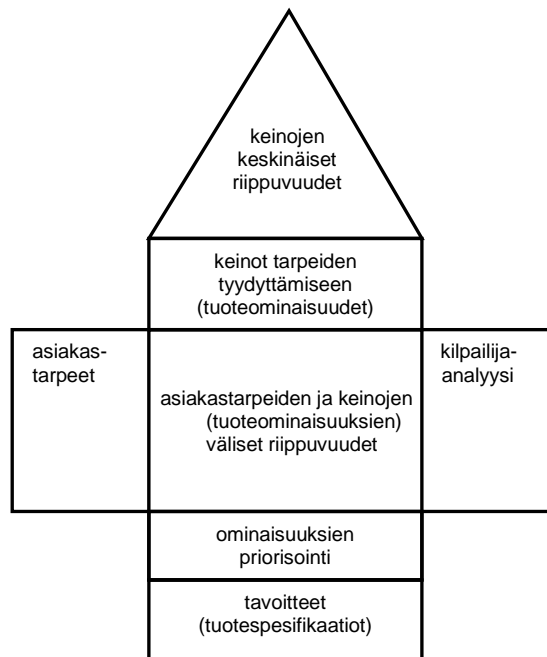 keinojen
keskinäiset
riippuvuudet
keinot tarpeiden
tyydyttämiseen
(tuoteominaisuudet)
asiakas-
tarpeet
asiakastarpeiden ja keinojen
(tuoteominaisuuksien)
väliset riippuvuudet
kilpailija-
analyysi
ominaisuuksien
priorisointi
tavoitteet
(tuotespesifikaatiot)